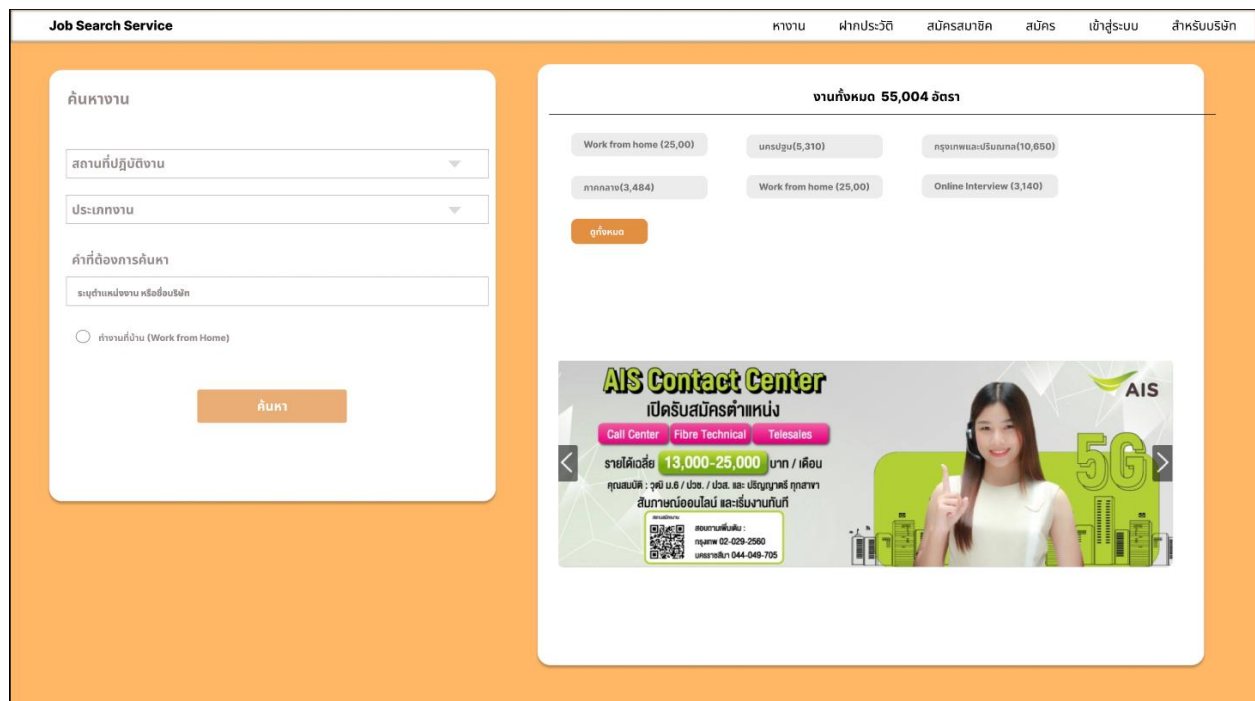 Job Search Service
หางาน ฝากประวัติ สมัครสมาชิค สมัคร เข้าสู่ระบบ สำหรับบริษัท
ค้นหางาน
สถานที่ปฎิบัติงาน
ประเภทงาน
คำที่ต้องการค้นหา
ระบุตำแหน่งงาน หรือชื่อบริษัท
ทำงานที่บ้าน (Work from Home)
ค้นหา
งานทั้งหมด 55,004 อัตรา
Work from home (25,00) นครปฐม(5,310) กรุงเทพและปริมณฑล(10,650)
ภาคกลาง(3,484) Work from home (25,00) Online Interview (3,140)
ดูทั้งหมด
AIS Contact Center
เปิดรับสมัครตำแหน่ง
Call Center Fibre Technical Telesales
รายได้เฉลี่ย 13,000-25,000 บาท / เดือน
คุณสมบัติ : วุฒิ ม.6 / ปวช. / ปวส. และ ปริญญาตรี ทุกสาขา
สัมภาษณ์ออนไลน์ และเริ่มงานทันที
สอบถามเพิ่มเติม :
กรุงเทพ 02-029-2560
นครราชสีมา 044-049-705
AIS
5G